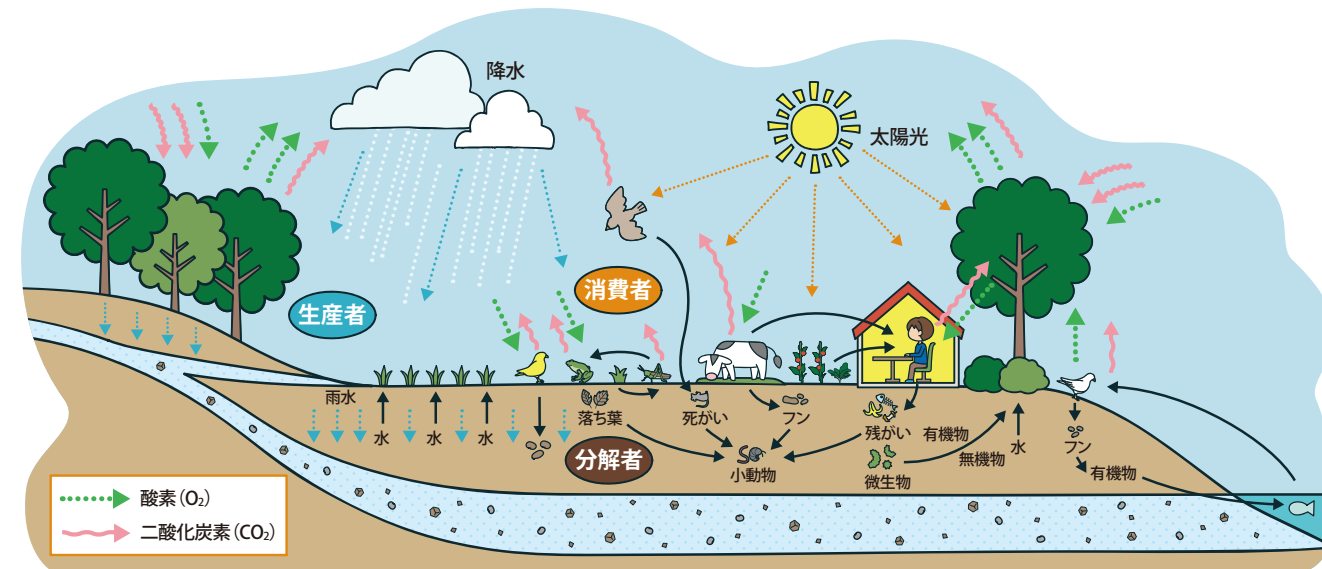 降水
太陽光
消費者
生産者
雨水
水
水
水
落ち葉
分解者
死がい
フン
小動物
残がい
微生物
有機物
無機物
水
フン
有機物
酸素(O₂)
二酸化炭素(CO₂)